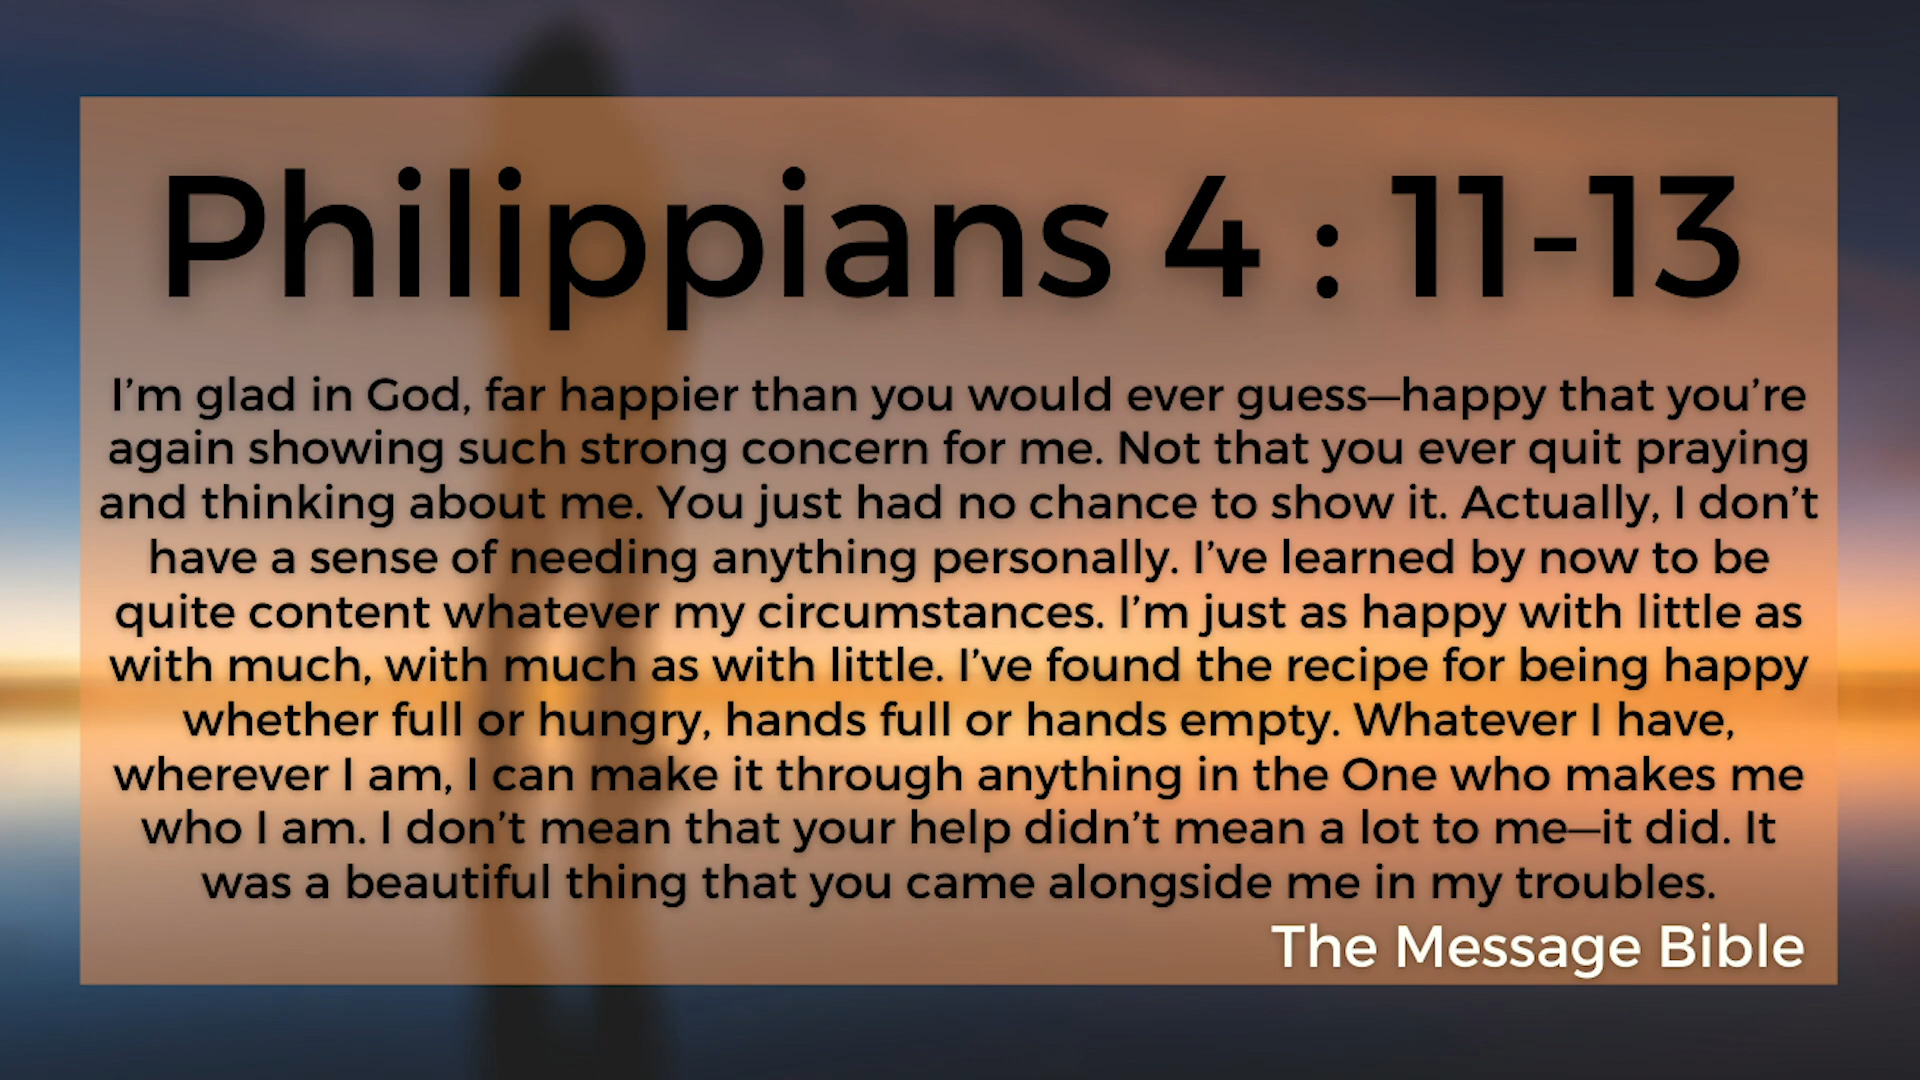 Philippians 4 : 11-13
I’m glad in God, far happier than you would ever guess—happy that you’re
again showing such strong concern for me. Not that you ever quit praying
and thinking about me. You just had no chance to show it. Actually, I don’t
have a sense of needing anything personally. I’ve learned by now to be
quite content whatever my circumstances. I’m just as happy with little as
with much, with much as with little. I’ve found the recipe for being happy
whether full or hungry, hands full or hands empty. Whatever I have,
wherever I am, I can make it through anything in the One who makes me
who I am. I don’t mean that your help didn’t mean a lot to me—it did. It
was a beautiful thing that you came alongside me in my troubles.
The Message Bible